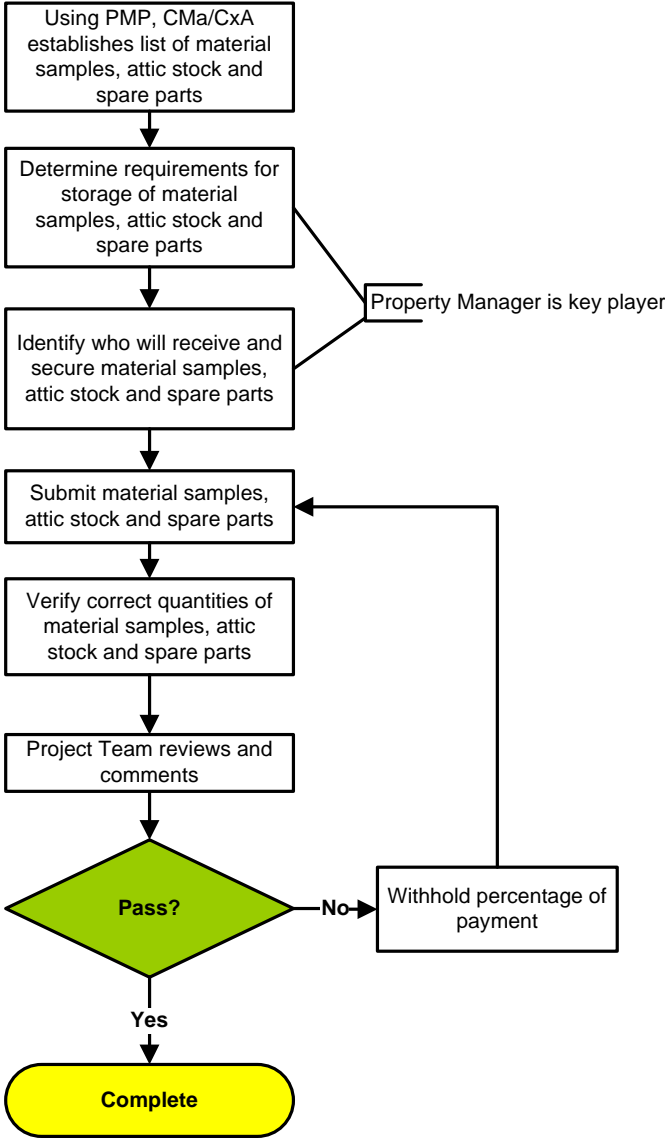 Using PMP, CMa/CxA
establishes list of material
samples, attic stock and
spare parts
Determine requirements for
storage of material
samples, attic stock and
spare parts
Property Manager is key player
Identify who will receive and
secure material samples,
attic stock and spare parts
Submit material samples,
attic stock and spare parts
Verify correct quantities of
material samples, attic
stock and spare parts
Project Team reviews and
comments
Pass?
No
Withhold percentage of
payment
Yes
Complete